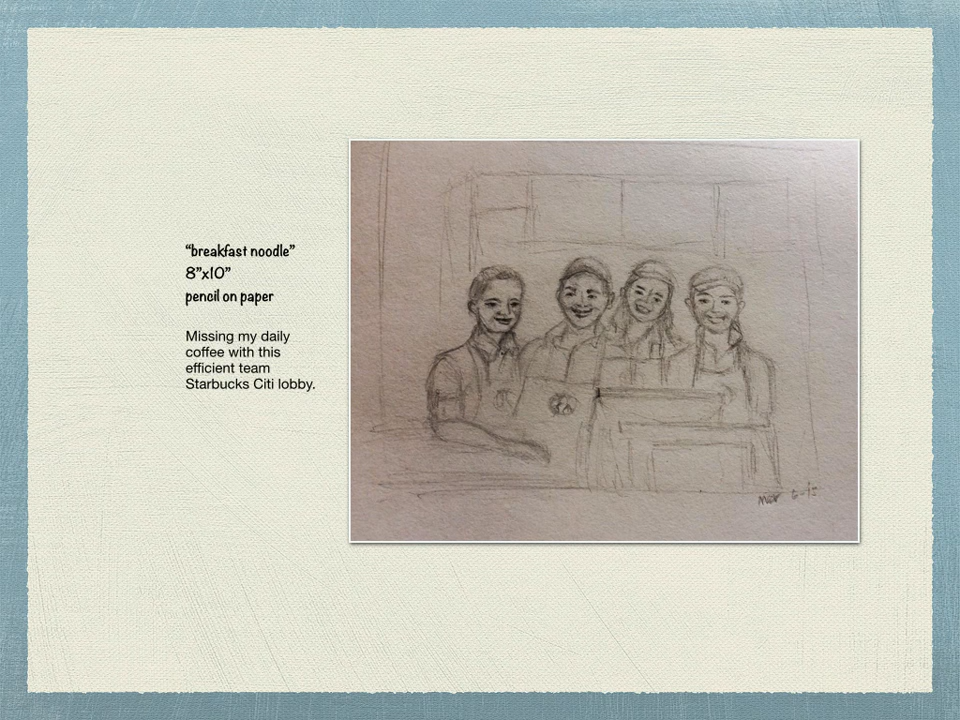 “breakfast noodle”
8”x10”
pencil on paper
Missing my daily
coffee with this
efficient team
Starbucks Citi lobby.